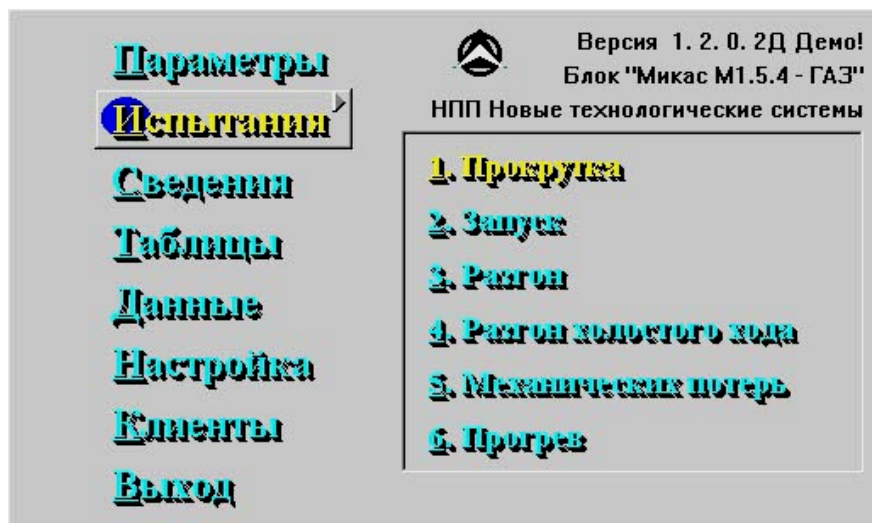 Параметры
Испытания
Сведения
Таблицы
Данные
Настройка
Клиенты
Выход
Версия 1. 2. 0. 2Д Демо!
Блок "Микас М1.5.4 - ГАЗ"
НПП Новые технологические системы
1. Прокрутка
2. Запуск
3. Разгон
4. Разгон холостого хода
5. Механических потерь
6. Прогрев